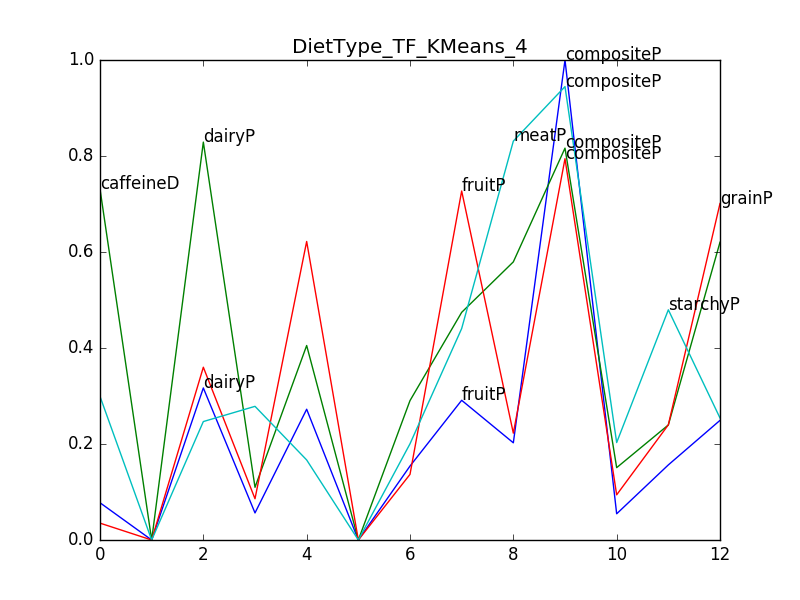 DietType_TF_KMeans_4
1.0
0.8
0.6
0.4
0.2
0.0
compositeP
compositeP
compositeP
compositeP
meatP
dairyP
caffeineD
fruitP
grainP
starchyP
dairyP
fruitP
0
2
4
6
8
10
12